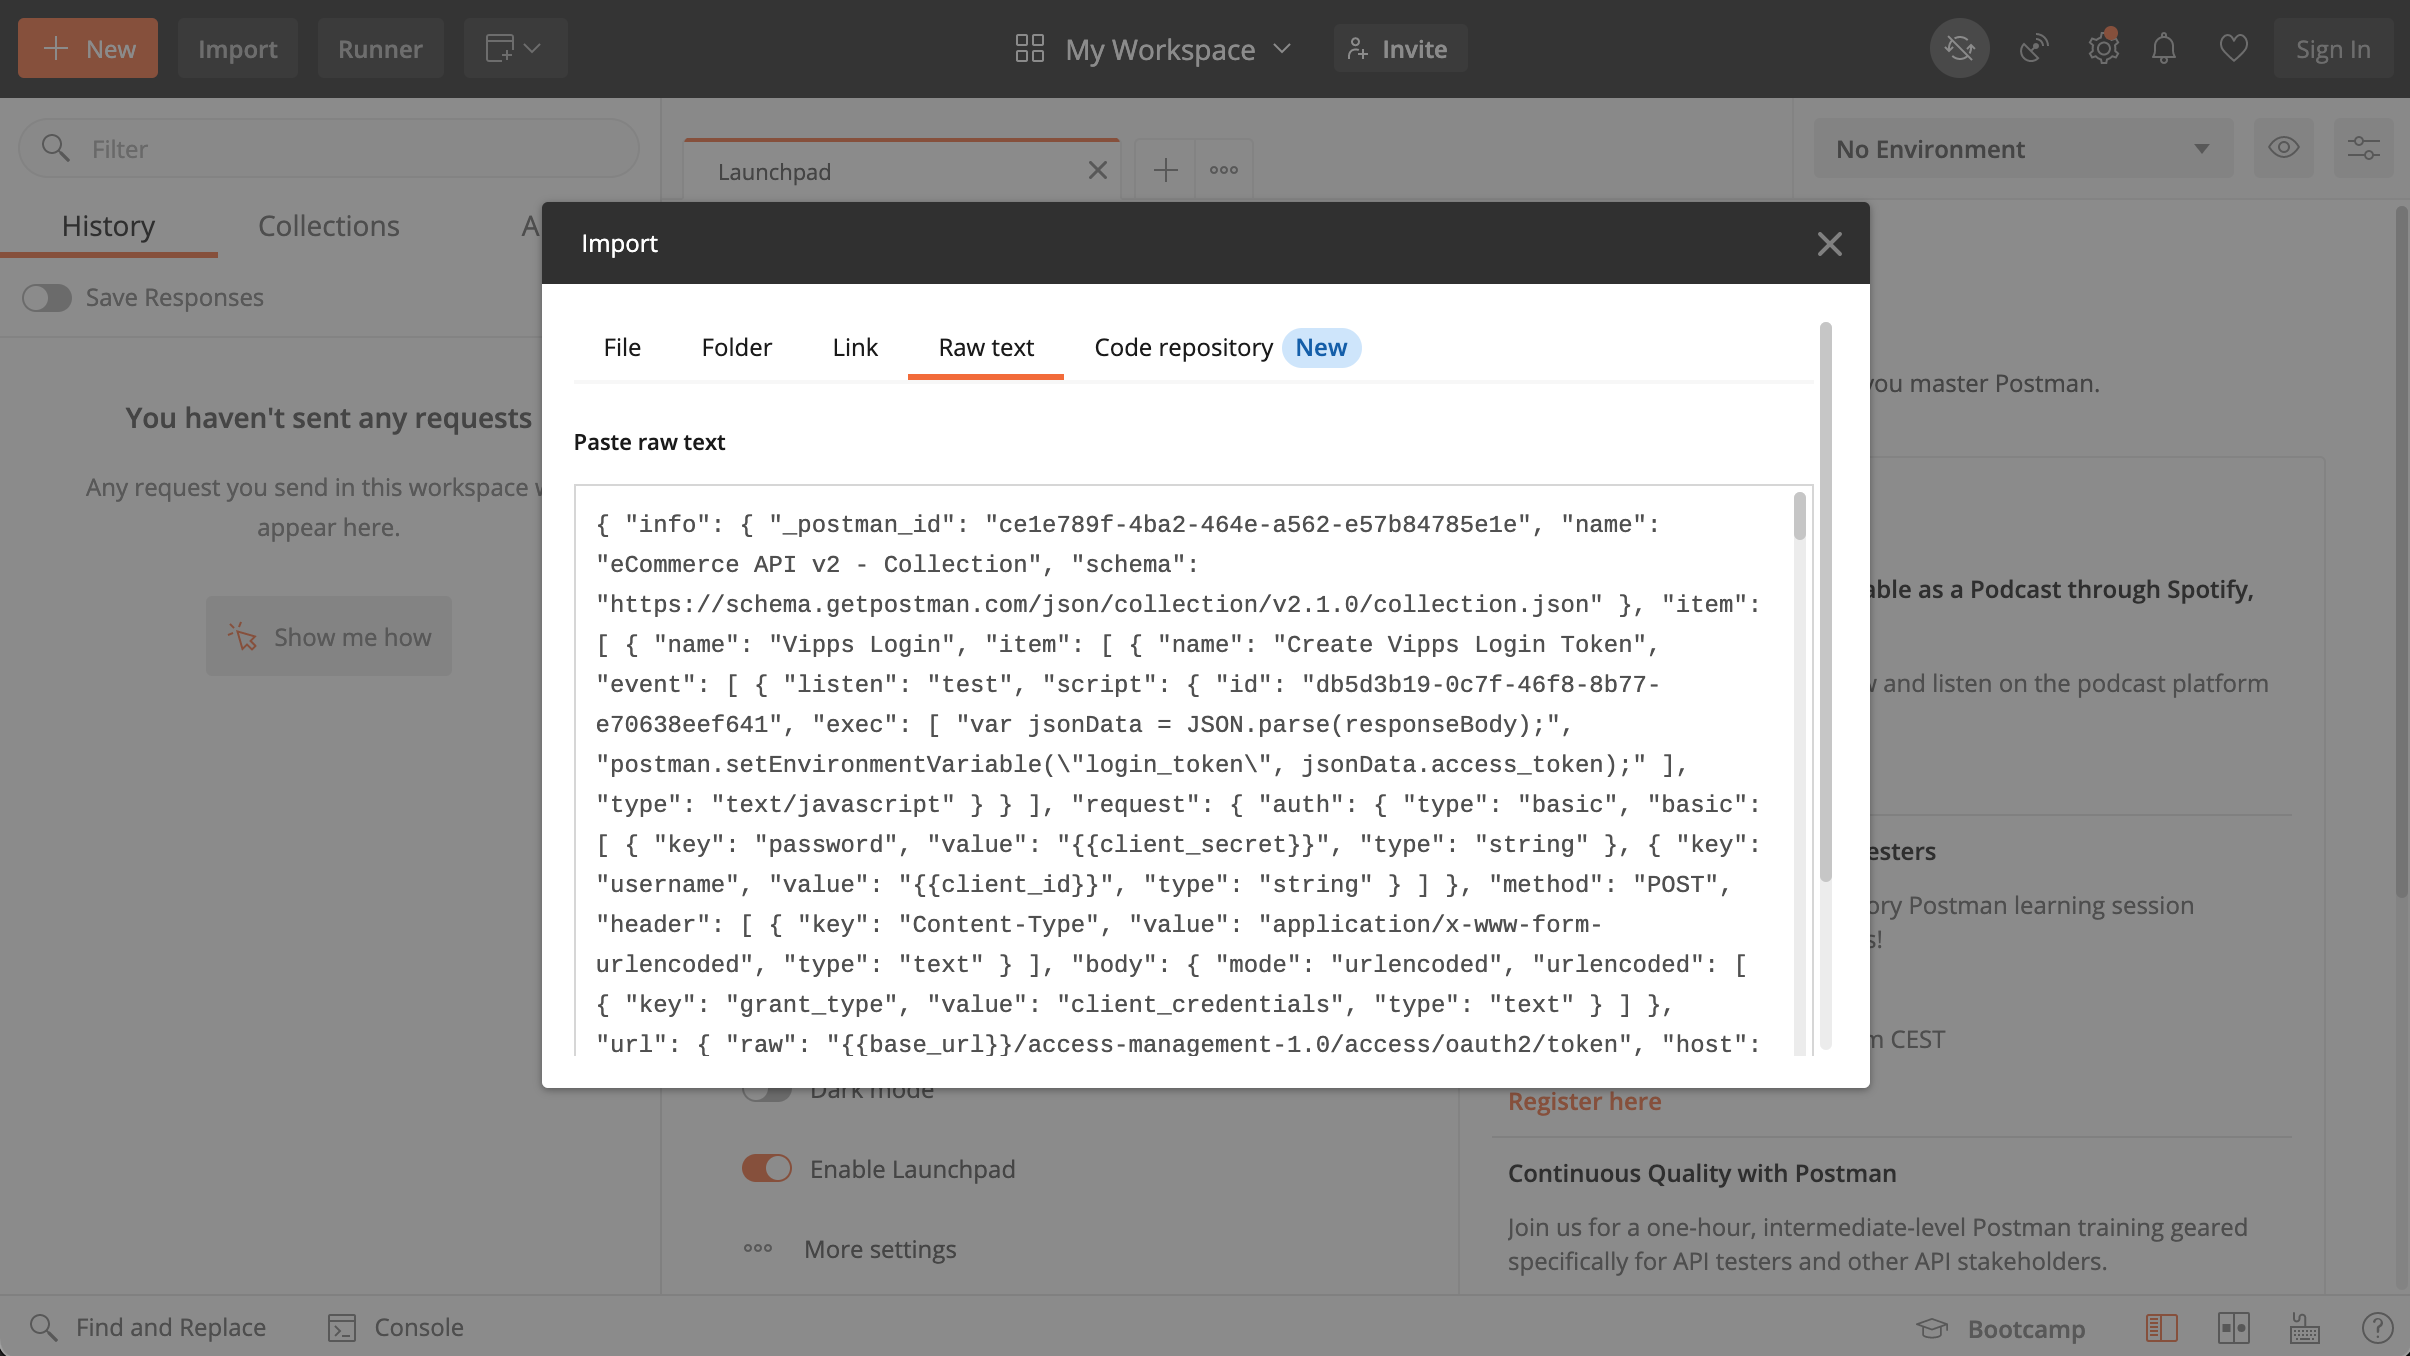 New
Import
Runner
My Workspace
Invite
Sign In
Filter
Launchpad
No Environment
History
Collections
Save Responses
You haven't sent any requests
Any request you send in this workspace
appear here.
Show me how
Import
File
Folder
Link
Raw text
Code repository
New
Paste raw text
{ "info": { "_postman_id": "ce1e789f-4ba2-464e-a562-e57b84785e1e", "name":
"eCommerce API v2 - Collection", "schema":
"https://schema.getpostman.com/json/collection/v2.1.0/collection.json" }, "item":
[ { "name": "Vipps Login", "item": [ { "name": "Create Vipps Login Token",
"event": [ { "listen": "test", "script": { "id": "db5d3b19-0c7f-46f8-8b77-
e70638eef641", "exec": [ "var jsonData = JSON.parse(responseBody);",
"postman.setEnvironmentVariable(\"login_token\", jsonData.access_token);" ],
"type": "text/javascript" } } ], "request": { "auth": { "type": "basic", "basic":
[ { "key": "password", "value": "{{client_secret}}", "type": "string" }, { "key":
"username", "value": "{{client_id}}", "type": "string" } ] }, "method": "POST",
"header": [ { "key": "Content-Type", "value": "application/x-www-form-
urlencoded", "type": "text" } ], "body": { "mode": "urlencoded", "urlencoded": [
{ "key": "grant_type", "value": "client_credentials", "type": "text" } ] },
"url": { "raw": "{{base_url}}/access-management-1.0/access/oauth2/token", "host":
you master Postman.
as a Podcast through Spotify,
and listen on the podcast platform
Postman learning session
CEST
Register here
Continuous Quality with Postman
Join us for a one-hour, intermediate-level Postman training geared
specifically for API testers and other API stakeholders.
Dark mode
Enable Launchpad
More settings
Find and Replace
Console
Bootcamp